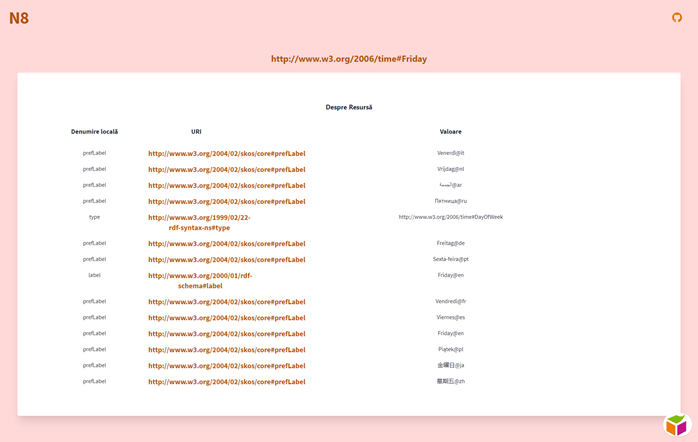 N8
http://www.w3.org/2006/time#Friday
Despre Resursă
Denumire locală URI Valoare
prefLabel http://www.w3.org/2004/02/skos/core#prefLabel Venerdì@it
prefLabel http://www.w3.org/2004/02/skos/core#prefLabel Vrijdag@nl
prefLabel http://www.w3.org/2004/02/skos/core#prefLabel الجمعة@ar
prefLabel http://www.w3.org/2004/02/skos/core#prefLabel Пятница@ru
type http://www.w3.org/1999/02/22-rdf-syntax-ns#type http://www.w3.org/2006/time#DayOfWeek
prefLabel http://www.w3.org/2004/02/skos/core#prefLabel Freitag@de
prefLabel http://www.w3.org/2004/02/skos/core#prefLabel Sexta-feira@pt
label http://www.w3.org/2000/01/rdf-schema#label Friday@en
prefLabel http://www.w3.org/2004/02/skos/core#prefLabel Vendredi@fr
prefLabel http://www.w3.org/2004/02/skos/core#prefLabel Viernes@es
prefLabel http://www.w3.org/2004/02/skos/core#prefLabel Friday@en
prefLabel http://www.w3.org/2004/02/skos/core#prefLabel Piątek@pl
prefLabel http://www.w3.org/2004/02/skos/core#prefLabel 金曜日@ja
prefLabel http://www.w3.org/2004/02/skos/core#prefLabel 星期五@zh